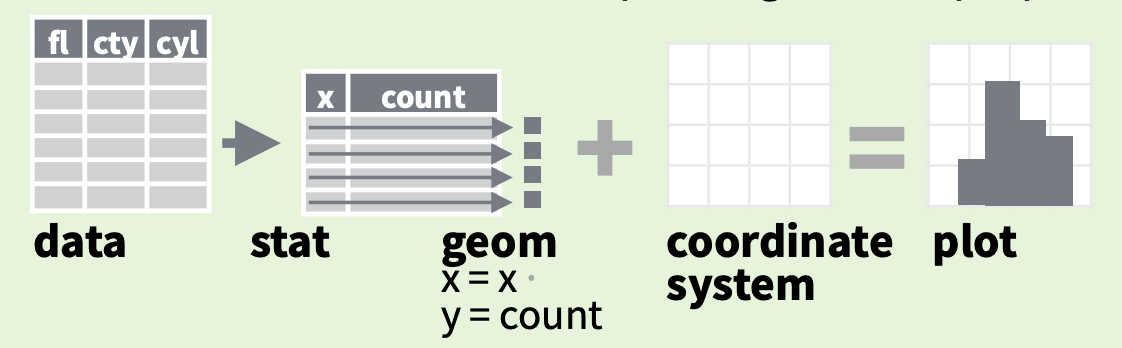 fl cty cyl
x count
data stat geom coordinate system plot
x = x
y = count